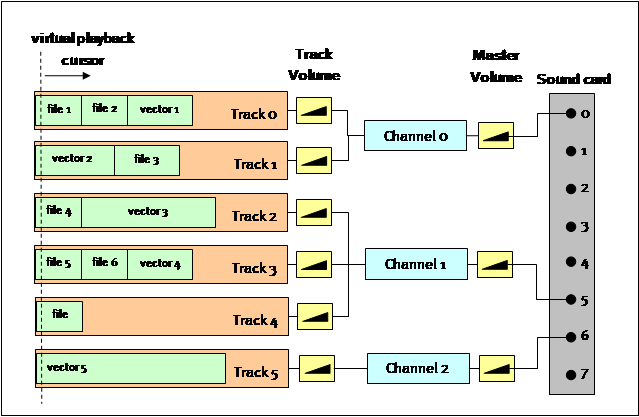 virtual playback
cursor
Track
Volume
Master
Volume
Sound card
file 1
file 2
vector 1
Track 0
Channel 0
0
vector 2
file 3
Track 1
1
file 4
vector 3
Track 2
2
3
file 5
file 6
vector 4
Track 3
Channel 1
4
file
Track 4
5
vector 5
Track 5
Channel 2
6
7